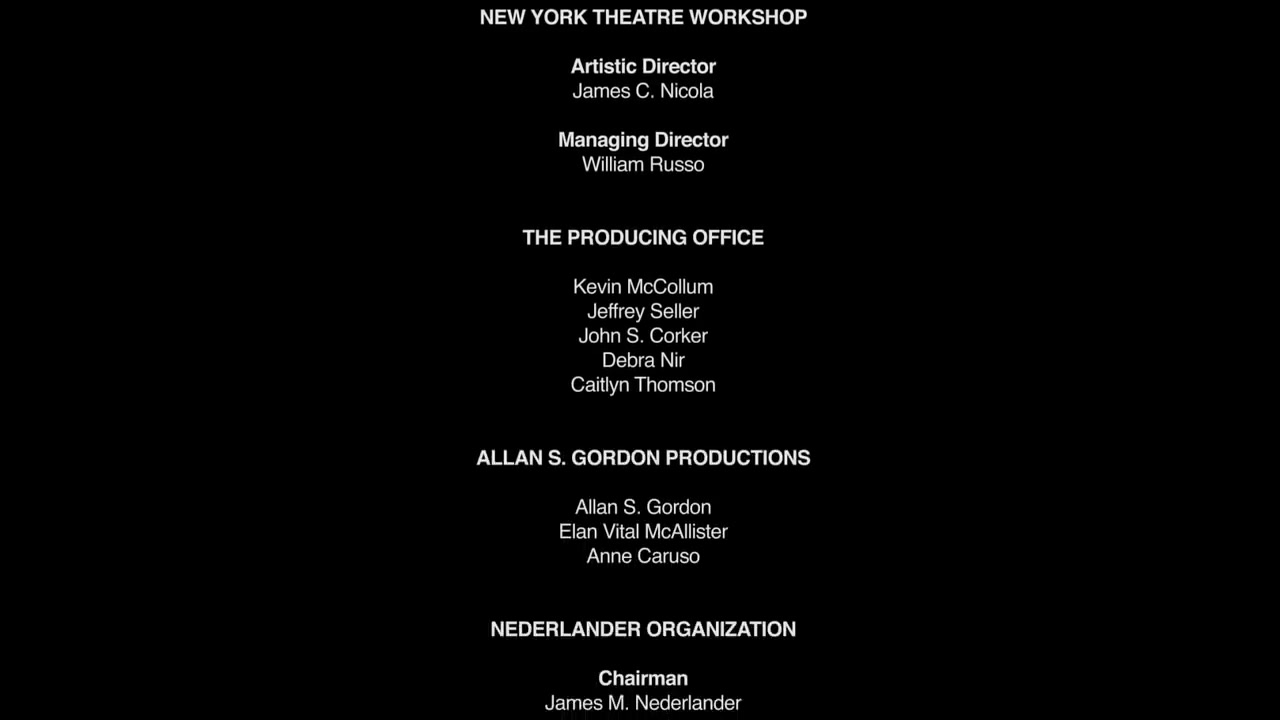 NEW YORK THEATRE WORKSHOP
Artistic Director
James C. Nicola
Managing Director
William Russo
THE PRODUCING OFFICE
Kevin McCollum
Jeffrey Seller
John S. Corker
Debra Nir
Caitlyn Thomson
ALLAN S. GORDON PRODUCTIONS
Allan S. Gordon
Elan Vital McAllister
Anne Caruso
NEDERLANDER ORGANIZATION
Chairman
James M. Nederlander